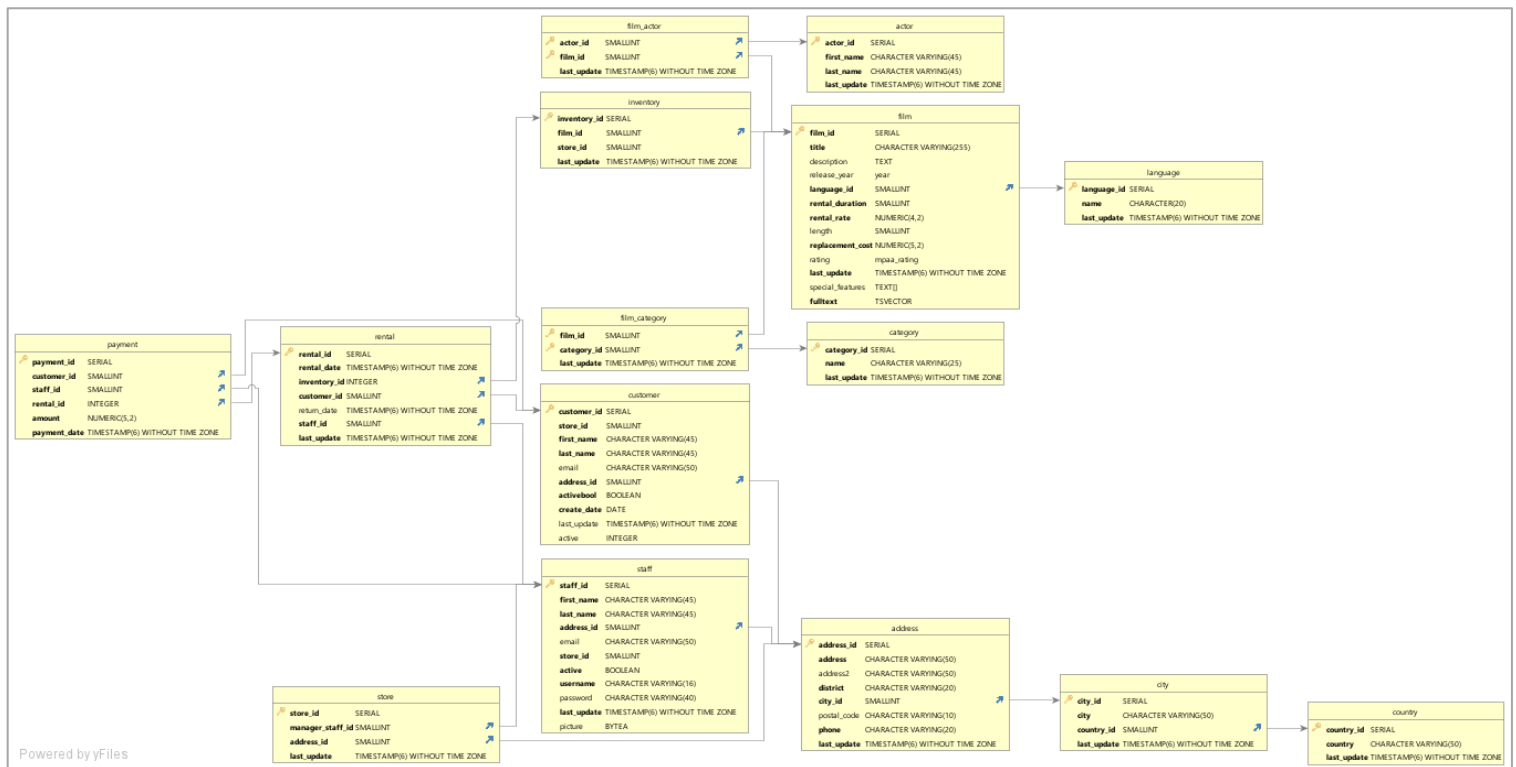 film_actor
actor_id SMALLINT
film_id SMALLINT
last_update TIMESTAMP(6) WITHOUT TIME ZONE
actor
actor_id SERIAL
first_name CHARACTER VARYING(45)
last_name CHARACTER VARYING(45)
last_update TIMESTAMP(6) WITHOUT TIME ZONE
inventory
inventory_id SERIAL
film_id SMALLINT
store_id SMALLINT
last_update TIMESTAMP(6) WITHOUT TIME ZONE
film
film_id SERIAL
title CHARACTER VARYING(255)
description TEXT
release_year year
language_id SMALLINT
rental_duration SMALLINT
rental_rate NUMERIC(4,2)
length SMALLINT
replacement_cost NUMERIC(5,2)
rating mpaa_rating
last_update TIMESTAMP(6) WITHOUT TIME ZONE
special_features TEXT[]
fulltext TSVECTOR
language
language_id SERIAL
name CHARACTER(20)
last_update TIMESTAMP(6) WITHOUT TIME ZONE
film_category
film_id SMALLINT
category_id SMALLINT
last_update TIMESTAMP(6) WITHOUT TIME ZONE
category
category_id SERIAL
name CHARACTER VARYING(25)
last_update TIMESTAMP(6) WITHOUT TIME ZONE
payment
payment_id SERIAL
customer_id SMALLINT
staff_id SMALLINT
rental_id INTEGER
amount NUMERIC(5,2)
payment_date TIMESTAMP(6) WITHOUT TIME ZONE
rental
rental_id SERIAL
rental_date TIMESTAMP(6) WITHOUT TIME ZONE
inventory_id INTEGER
customer_id SMALLINT
return_date TIMESTAMP(6) WITHOUT TIME ZONE
staff_id SMALLINT
last_update TIMESTAMP(6) WITHOUT TIME ZONE
customer
customer_id SERIAL
store_id SMALLINT
first_name CHARACTER VARYING(45)
last_name CHARACTER VARYING(45)
email CHARACTER VARYING(50)
address_id SMALLINT
activebool BOOLEAN
create_date DATE
last_update TIMESTAMP(6) WITHOUT TIME ZONE
active INTEGER
staff
staff_id SERIAL
first_name CHARACTER VARYING(45)
last_name CHARACTER VARYING(45)
address_id SMALLINT
email CHARACTER VARYING(50)
store_id SMALLINT
active BOOLEAN
username CHARACTER VARYING(16)
password CHARACTER VARYING(40)
last_update TIMESTAMP(6) WITHOUT TIME ZONE
picture BYTEA
store
store_id SERIAL
manager_staff_id SMALLINT
address_id SMALLINT
last_update TIMESTAMP(6) WITHOUT TIME ZONE
address
address_id SERIAL
address CHARACTER VARYING(50)
address2 CHARACTER VARYING(50)
district CHARACTER VARYING(20)
city_id SMALLINT
postal_code CHARACTER VARYING(10)
phone CHARACTER VARYING(20)
last_update TIMESTAMP(6) WITHOUT TIME ZONE
city
city_id SERIAL
city CHARACTER VARYING(50)
country_id SMALLINT
last_update TIMESTAMP(6) WITHOUT TIME ZONE
country
country_id SERIAL
country CHARACTER VARYING(50)
last_update TIMESTAMP(6) WITHOUT TIME ZONE
Powered by yFiles